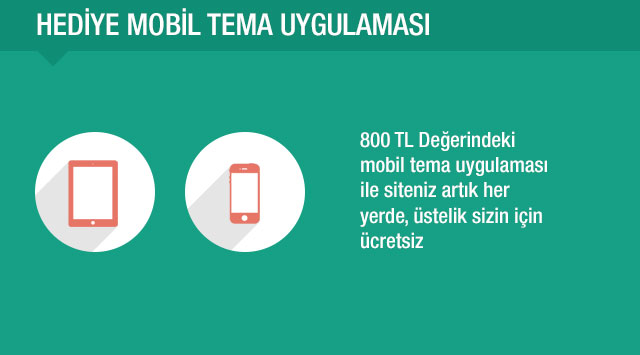 HEDİYE MOBİL TEMA UYGULAMASI
800 TL Değerindeki
mobil tema uygulaması
ile siteniz artık her
yerde, üstelik sizin için
ücretsiz